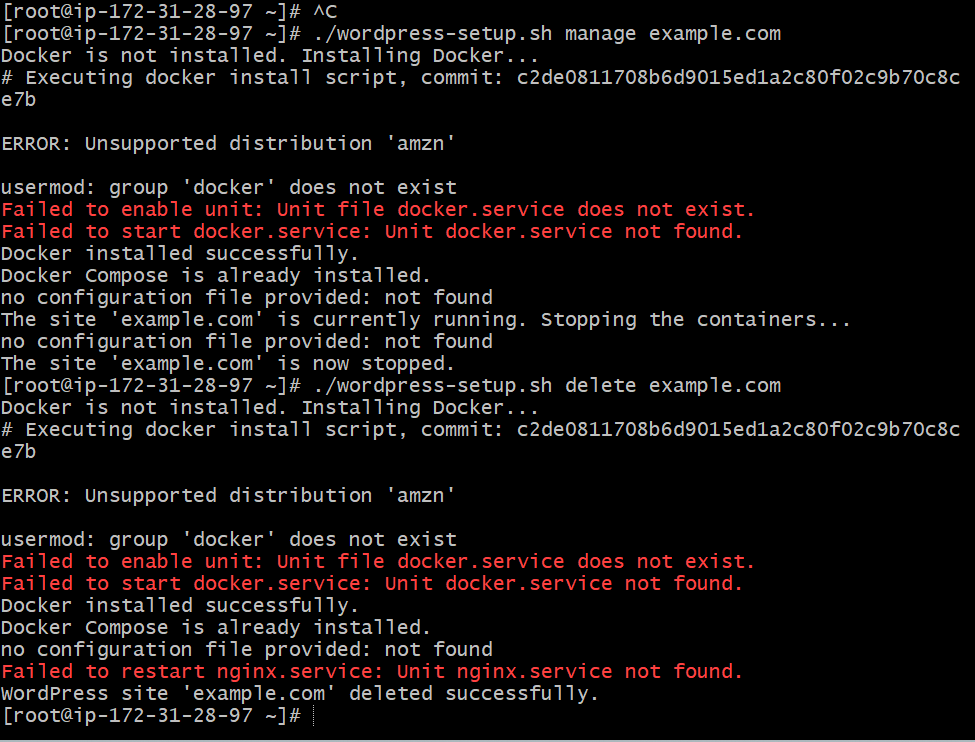 [root@ip-172-31-28-97 ~]# ^C
[root@ip-172-31-28-97 ~]# ./wordpress-setup.sh manage example.com
Docker is not installed. Installing Docker...
# Executing docker install script, commit: c2de0811708b6d9015ed1a2c80f02c9b70c8c
e7b
ERROR: Unsupported distribution 'amzn'
usermod: group 'docker' does not exist
Failed to enable unit: Unit file docker.service does not exist.
Failed to start docker.service: Unit docker.service not found.
Docker installed successfully.
Docker Compose is already installed.
no configuration file provided: not found
The site 'example.com' is currently running. Stopping the containers...
no configuration file provided: not found
The site 'example.com' is now stopped.
[root@ip-172-31-28-97 ~]# ./wordpress-setup.sh delete example.com
Docker is not installed. Installing Docker...
# Executing docker install script, commit: c2de0811708b6d9015ed1a2c80f02c9b70c8c
e7b
ERROR: Unsupported distribution 'amzn'
usermod: group 'docker' does not exist
Failed to enable unit: Unit file docker.service does not exist.
Failed to start docker.service: Unit docker.service not found.
Docker installed successfully.
Docker Compose is already installed.
no configuration file provided: not found
Failed to restart nginx.service: Unit nginx.service not found.
WordPress site 'example.com' deleted successfully.
[root@ip-172-31-28-97 ~]#